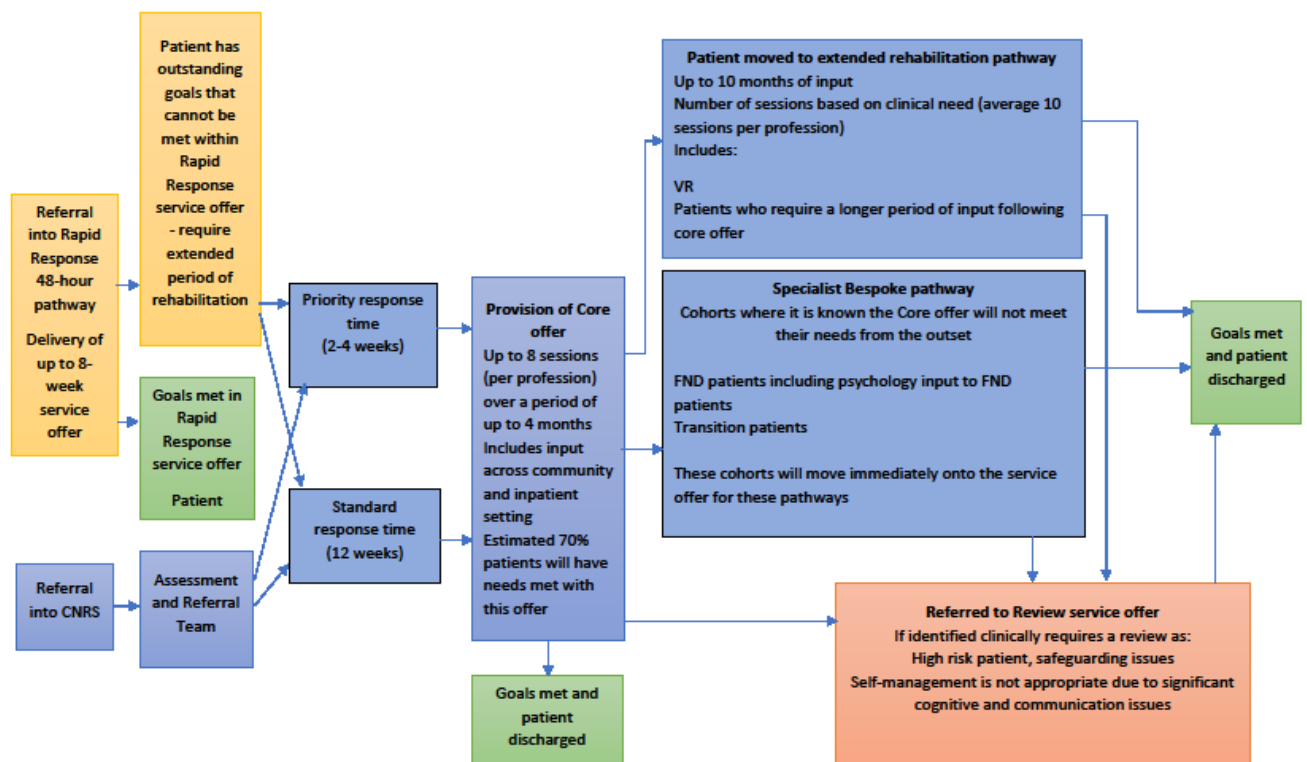 Referral into Rapid
Response
48-hour
pathway
Delivery of
up to 8-
week
service
offer
Patient has
outstanding
goals that
cannot be
met within
Rapid
Response
service offer
- require
extended
period of
rehabilitation
Goals met in
Rapid
Response
service offer
Patient
Referral
into CNRS
Assessment
and Referral
Team
Priority response
time
(2-4 weeks)
Standard
response time
(12 weeks)
Provision of Core
offer
Up to 8 sessions
(per profession)
over a period of
up to 4 months
Includes input
across community
and inpatient
setting
Estimated 70%
patients will have
needs met with
this offer
Goals met and
patient
discharged
Patient moved to extended rehabilitation pathway
Up to 10 months of input
Number of sessions based on clinical need (average 10
sessions per profession)
Includes:
VR
Patients who require a longer period of input following
core offer
Specialist Bespoke pathway
Cohorts where it is known the Core offer will not meet
their needs from the outset
FND patients including psychology input to FND
patients
Transition patients
These cohorts will move immediately onto the service
offer for these pathways
Referred to Review service offer
If identified clinically requires a review as:
High risk patient, safeguarding issues
Self-management is not appropriate due to significant
cognitive and communication issues
Goals met
and patient
discharged